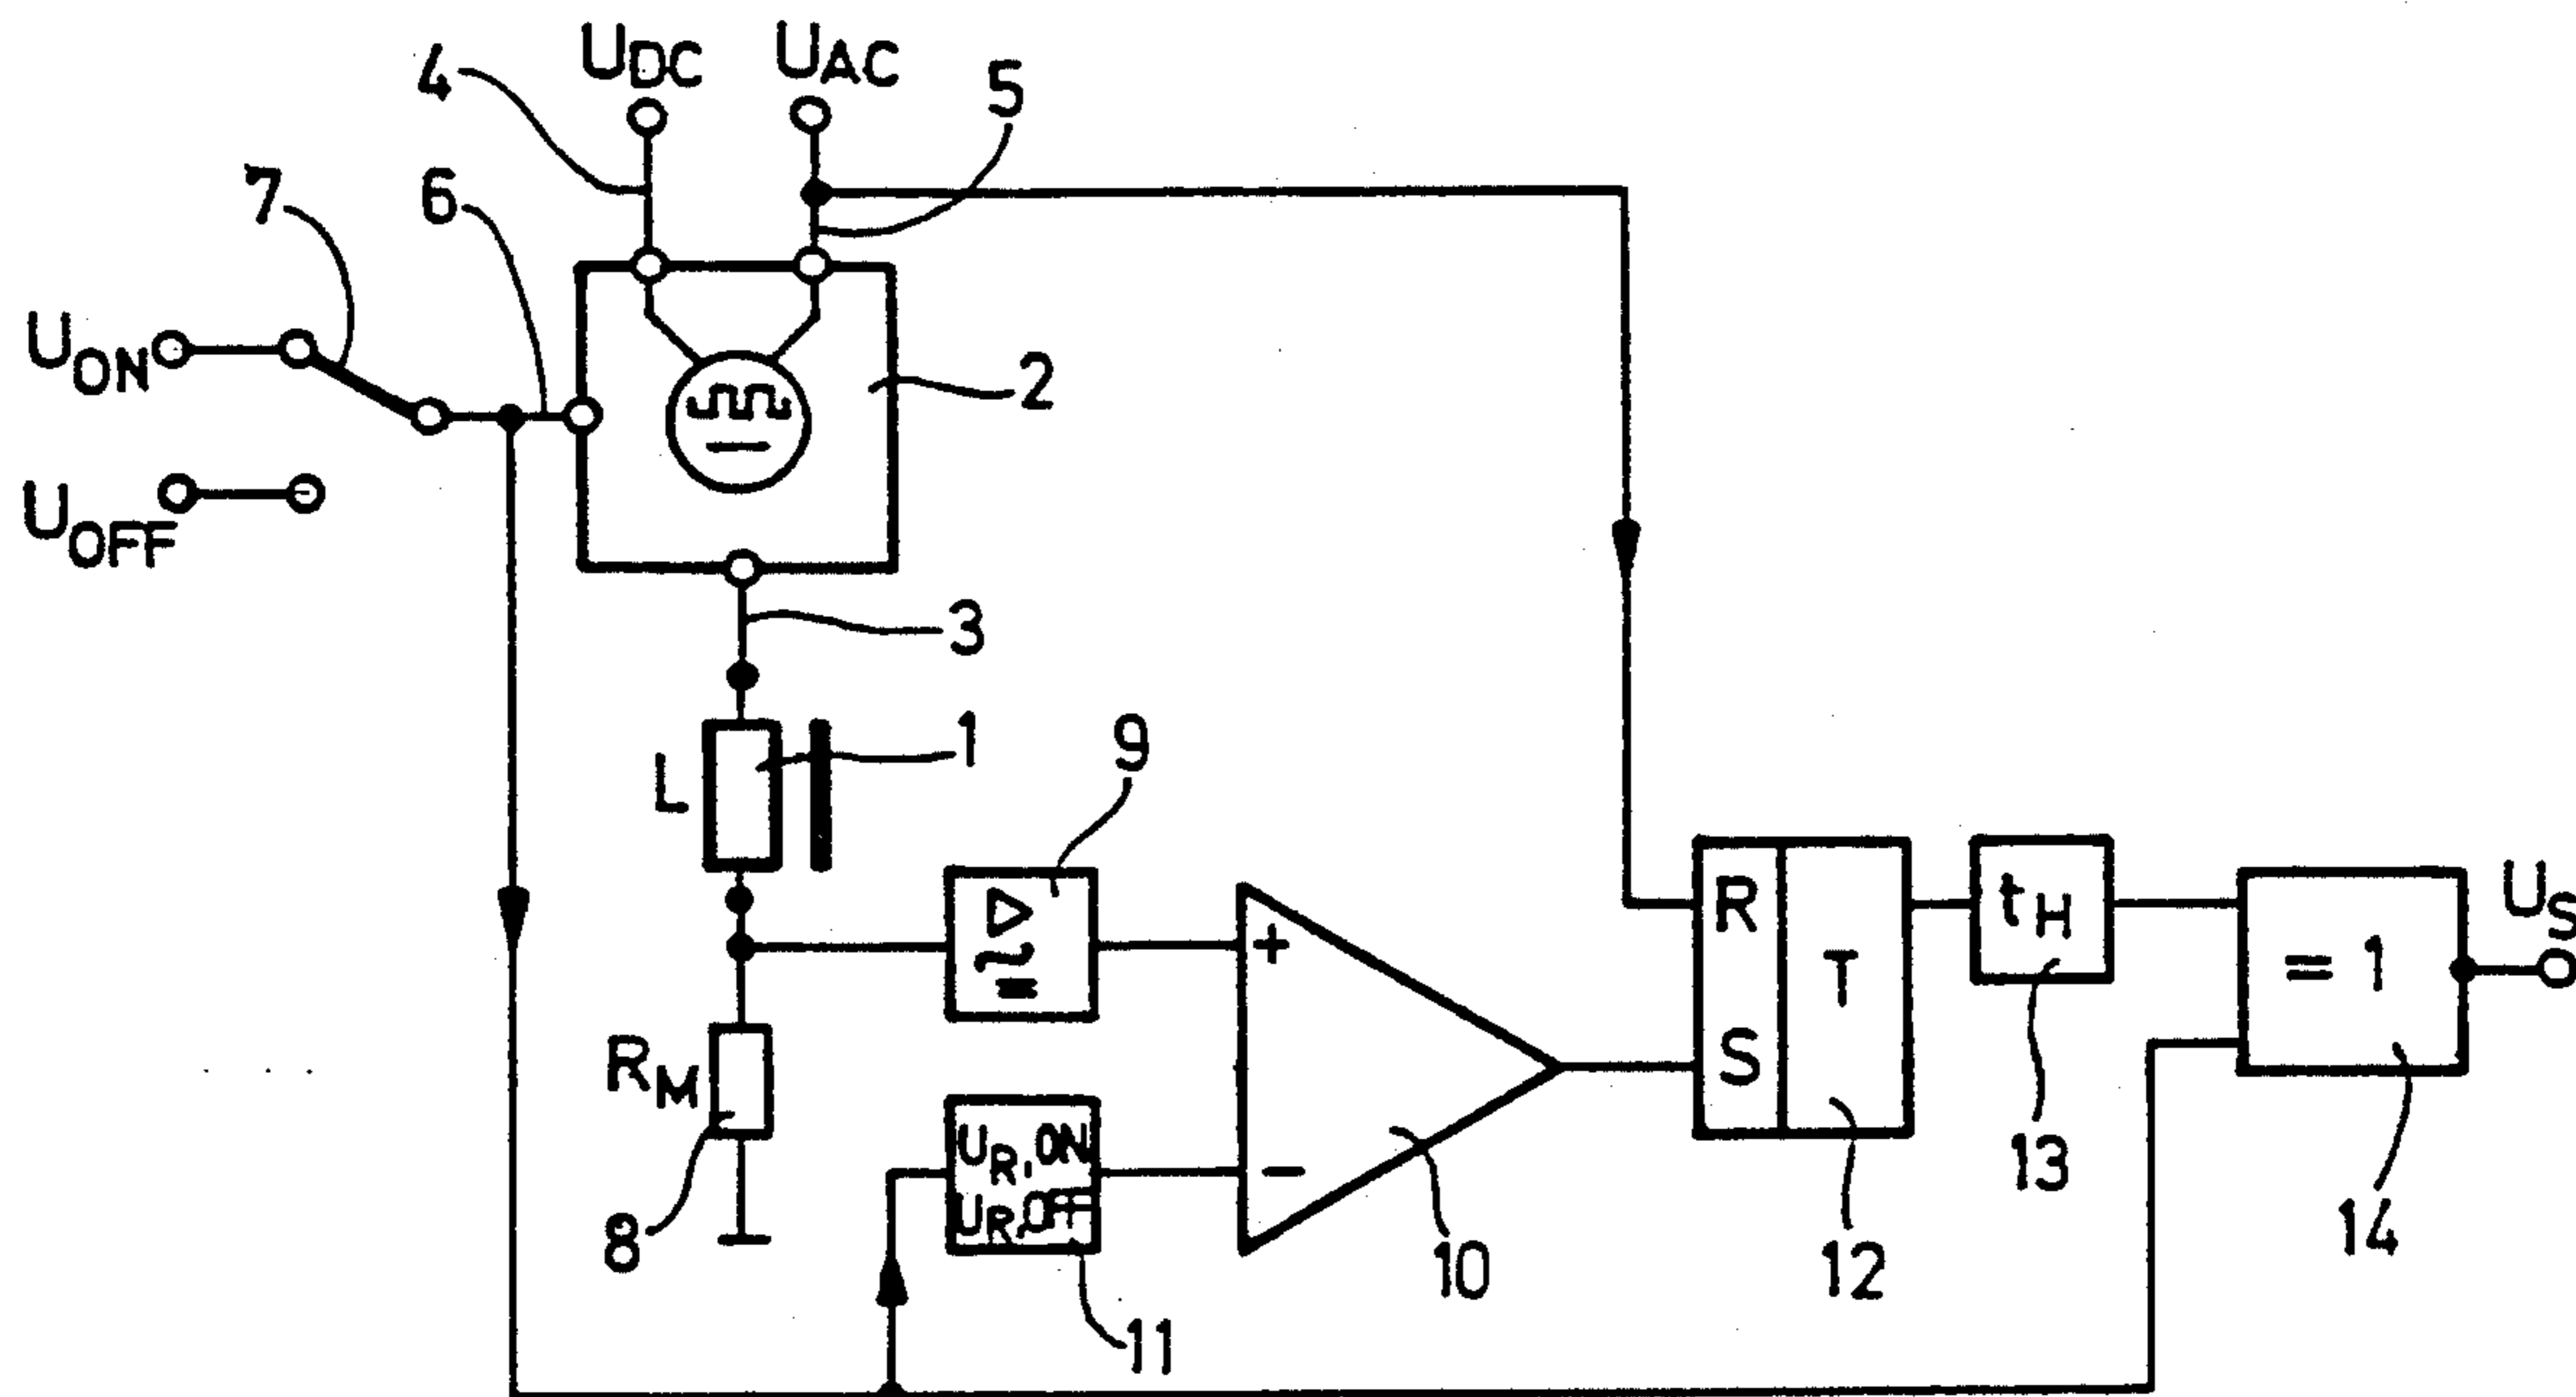 4
U_DC
U_AC
5
7
6
U_ON
2
U_OFF
3
L
1
9
R_M
8
+
−
10
U_R,ON
U_R,OFF
11
R
S
T
12
t_H
13
= 1
14
U_S